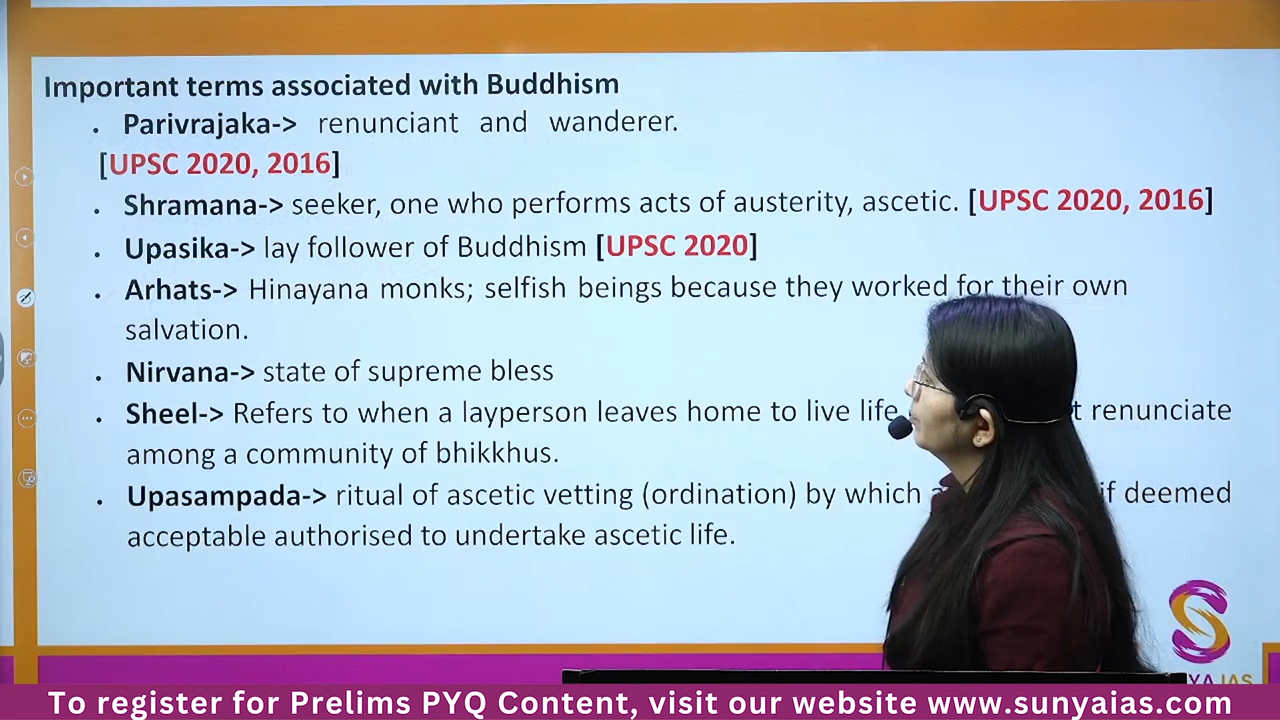 Important terms associated with Buddhism
• Parivrajaka-> renunciant and wanderer.
[UPSC 2020, 2016]
• Shramana-> seeker, one who performs acts of austerity, ascetic. [UPSC 2020, 2016]
• Upasika-> lay follower of Buddhism [UPSC 2020]
• Arhats-> Hinayana monks; selfish beings because they worked for their own
salvation.
• Nirvana-> state of supreme bless
• Sheel-> Refers to when a layperson leaves home to live life renunciate
among a community of bhikkhus.
• Upasampada-> ritual of ascetic vetting (ordination) by which if deemed
acceptable authorised to undertake ascetic life.
To register for Prelims PYQ Content, visit our website www.sunyaias.com